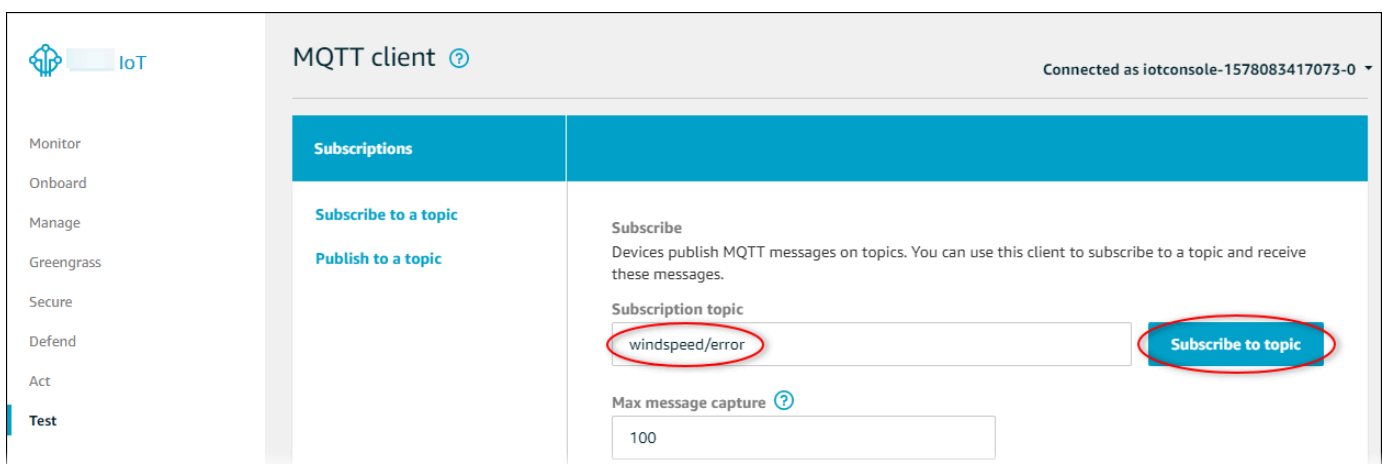 IoT
MQTT client ?
Connected as iotconsole-1578083417073-0
Monitor
Onboard
Manage
Greengrass
Secure
Defend
Act
Test
Subscriptions
Subscribe to a topic
Publish to a topic
Subscribe
Devices publish MQTT messages on topics. You can use this client to subscribe to a topic and receive
these messages.
Subscription topic
windspeed/error
Subscribe to topic
Max message capture ?
100